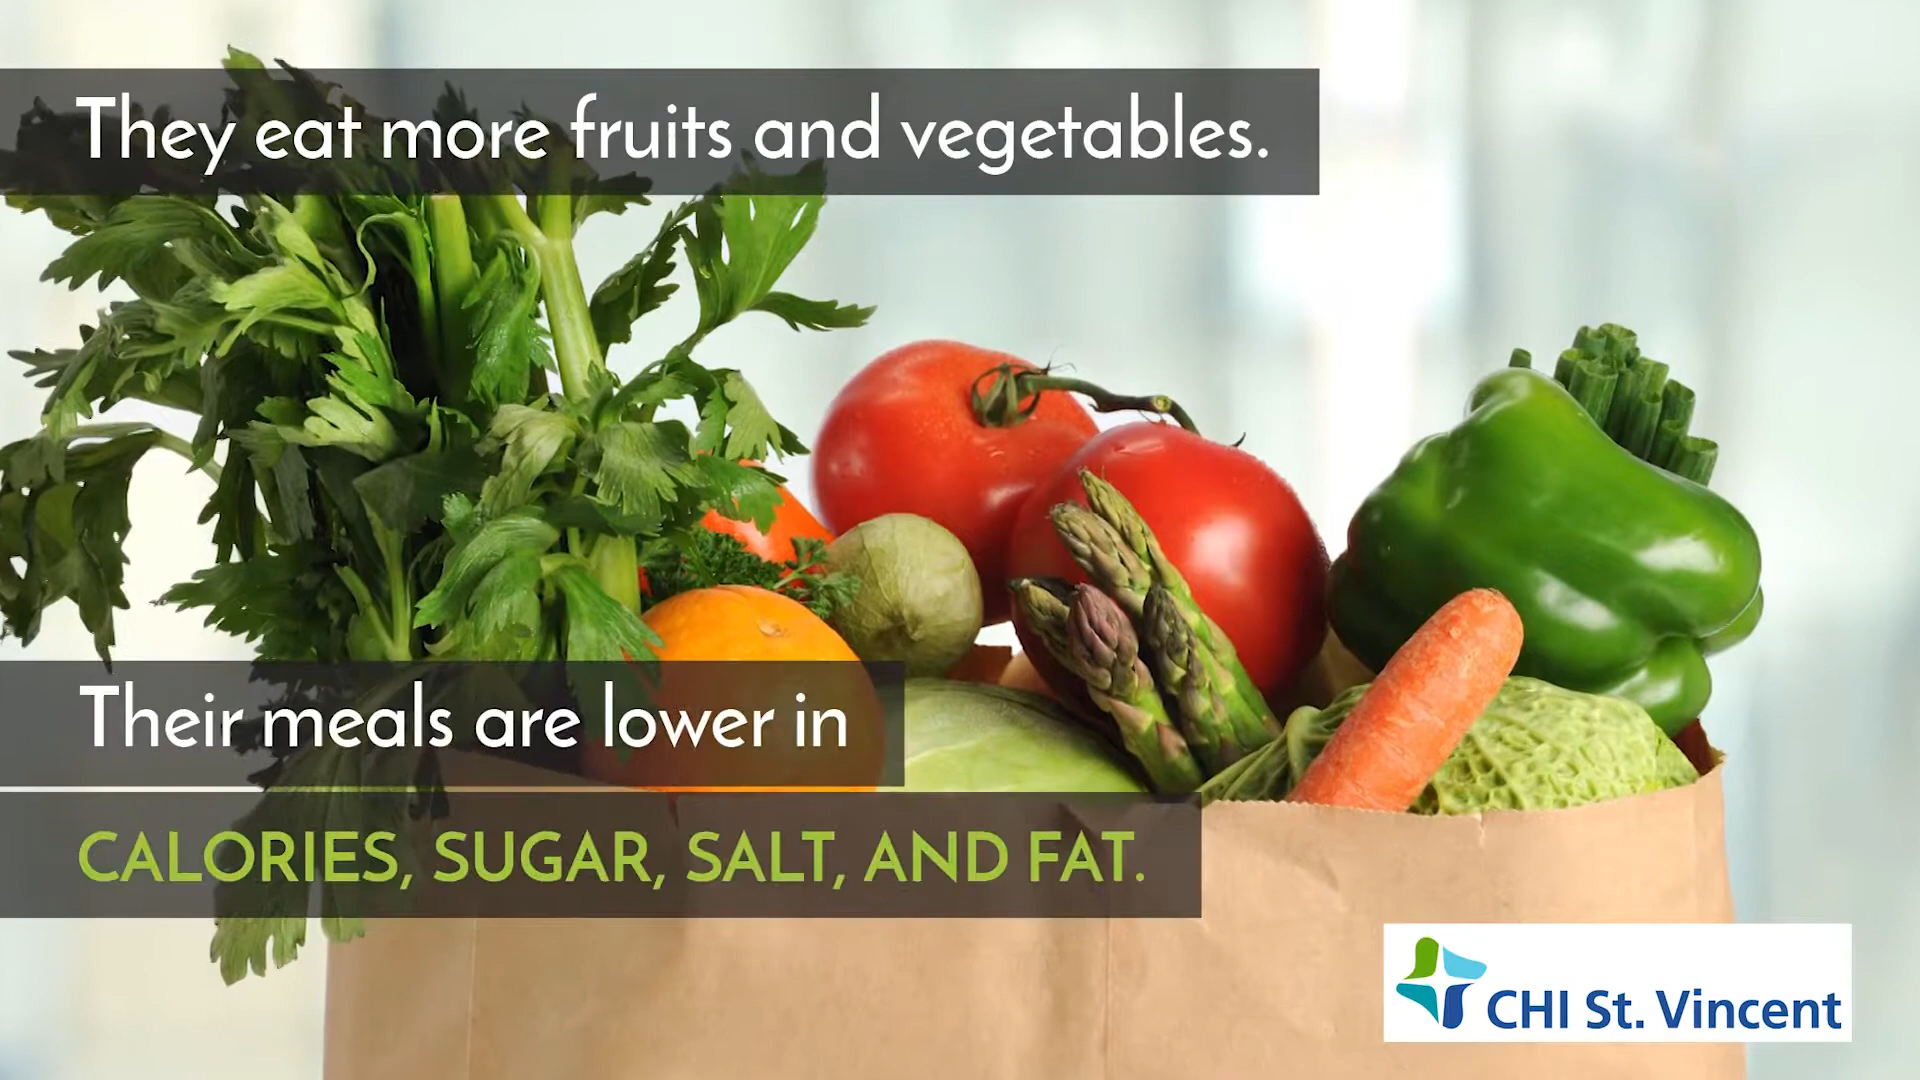 They eat more fruits and vegetables.
Their meals are lower in
CALORIES, SUGAR, SALT, AND FAT.
CHI St. Vincent